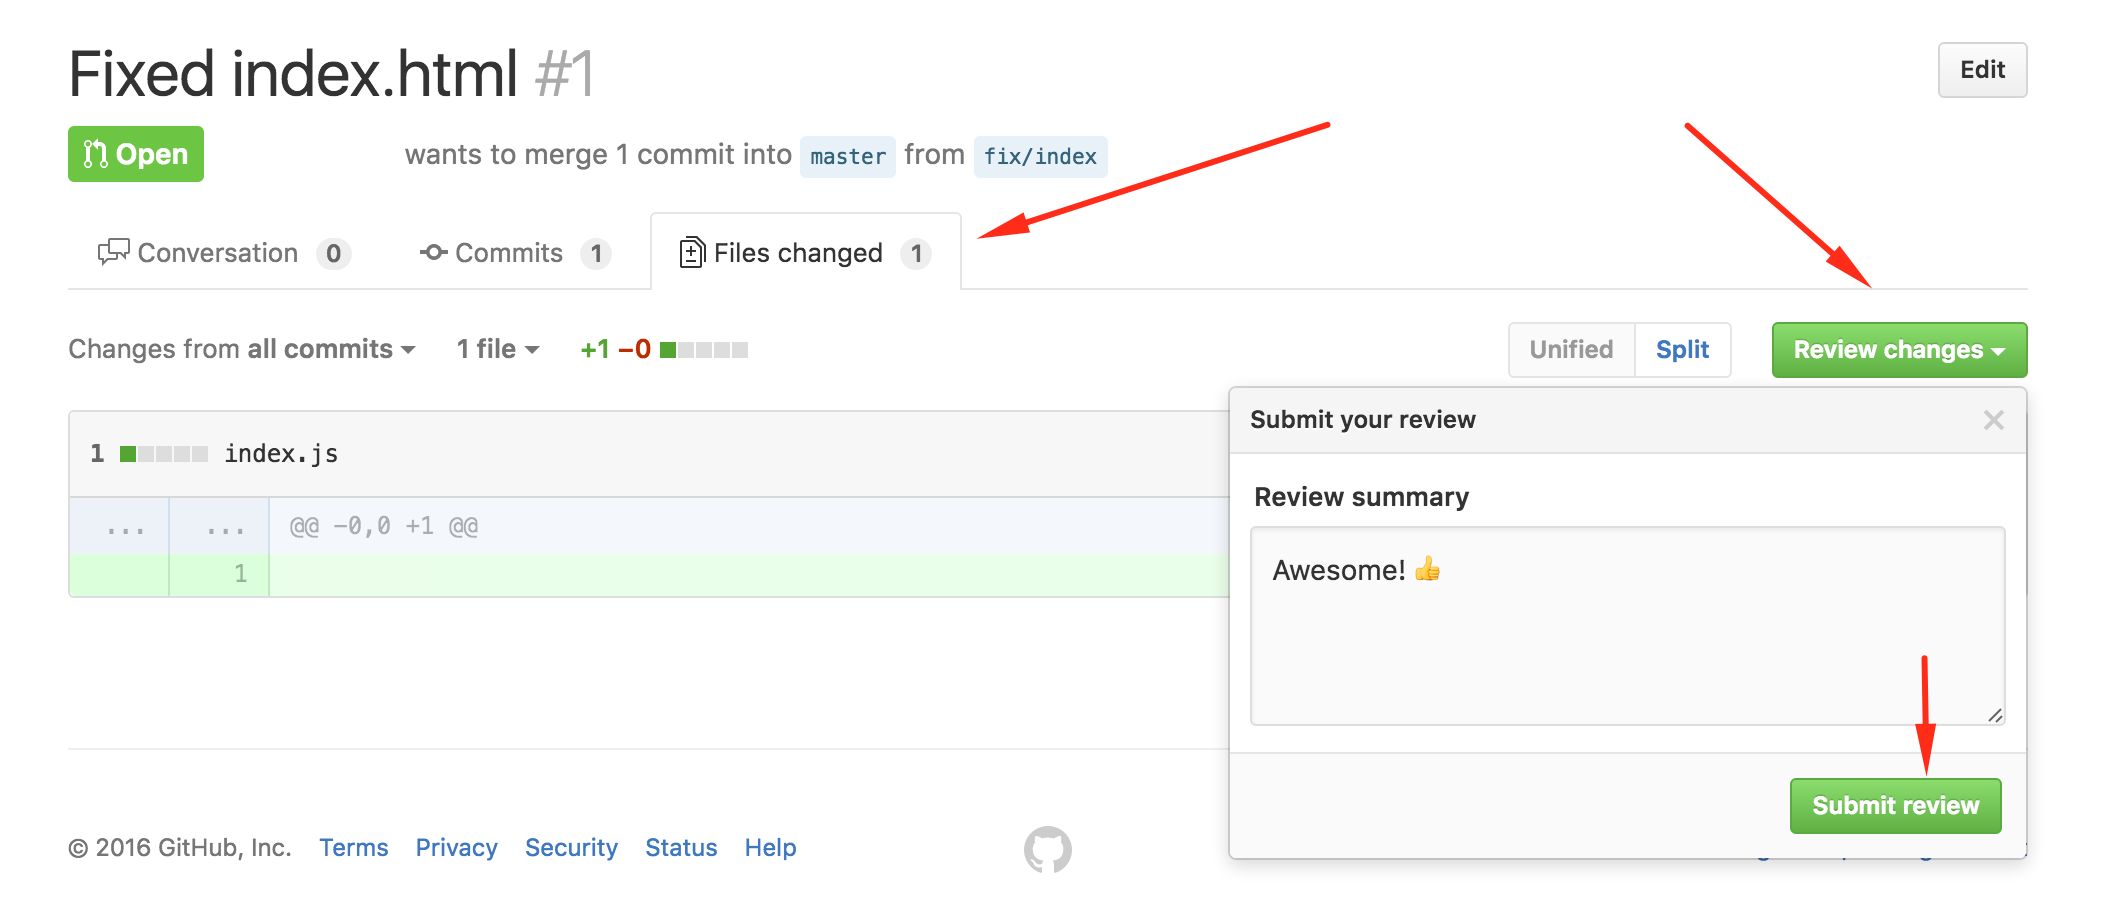 Fixed index.html #1
Edit
Open
wants to merge 1 commit into master from fix/index
Conversation 0 Commits 1 Files changed 1
Changes from all commits 1 file +1 −0 Unified Split Review changes
Submit your review
1 index.js
Review summary
... ... @@ −0,0 +1 @@
1
Awesome! 👍
Submit review
© 2016 GitHub, Inc. Terms Privacy Security Status Help